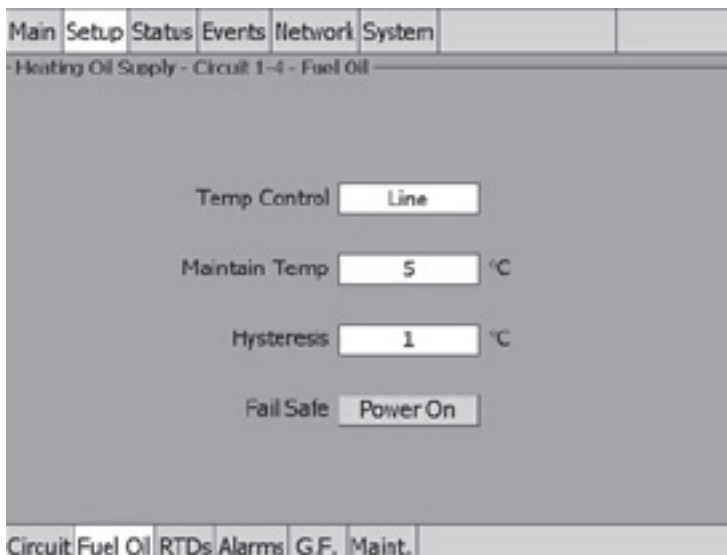 Main Setup Status Events Network System
Heating Oil Supply - Circuit 1-4 - Fuel Oil
Temp Control Line
Maintain Temp 5 °C
Hysteresis 1 °C
Fail Safe Power On
Circuit Fuel Oil RTDs Alarms G.F. Maint.